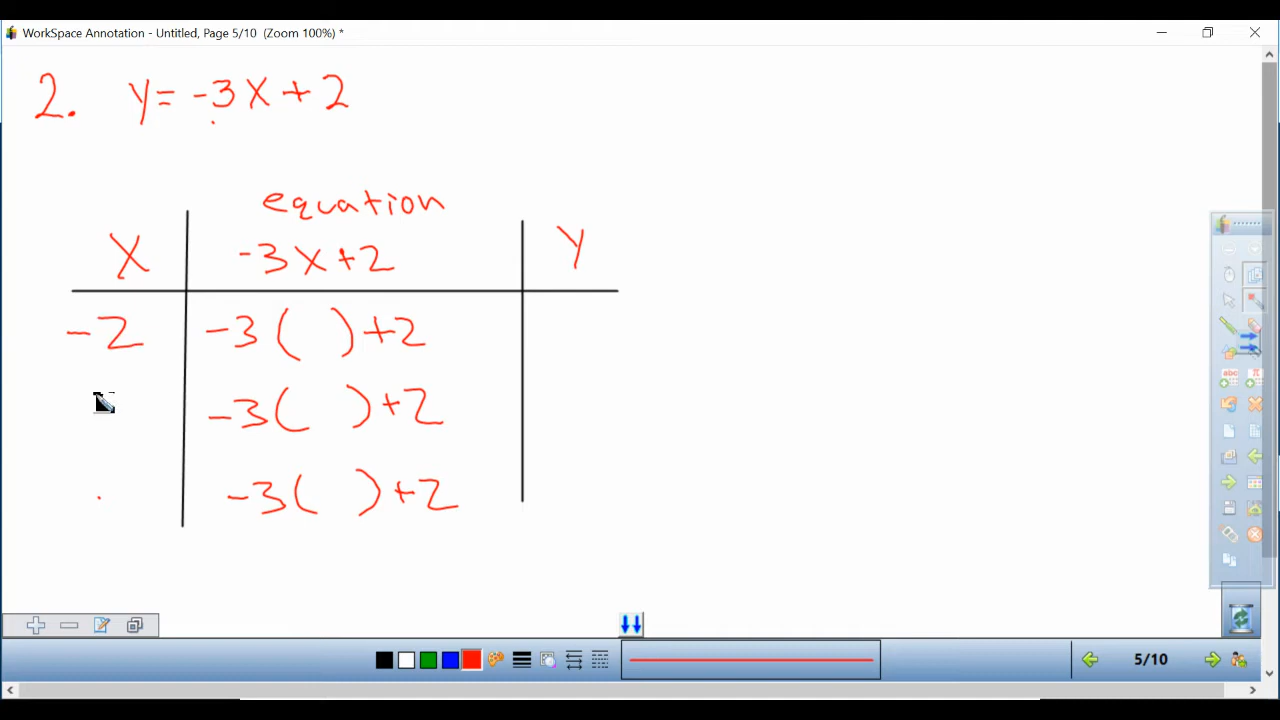 WorkSpace Annotation - Untitled, Page 5/10 (Zoom 100%) *
2. y = -3x + 2
equation
X -3x+2 Y
-2 -3( )+2
-3( )+2
-3( )+2
5/10